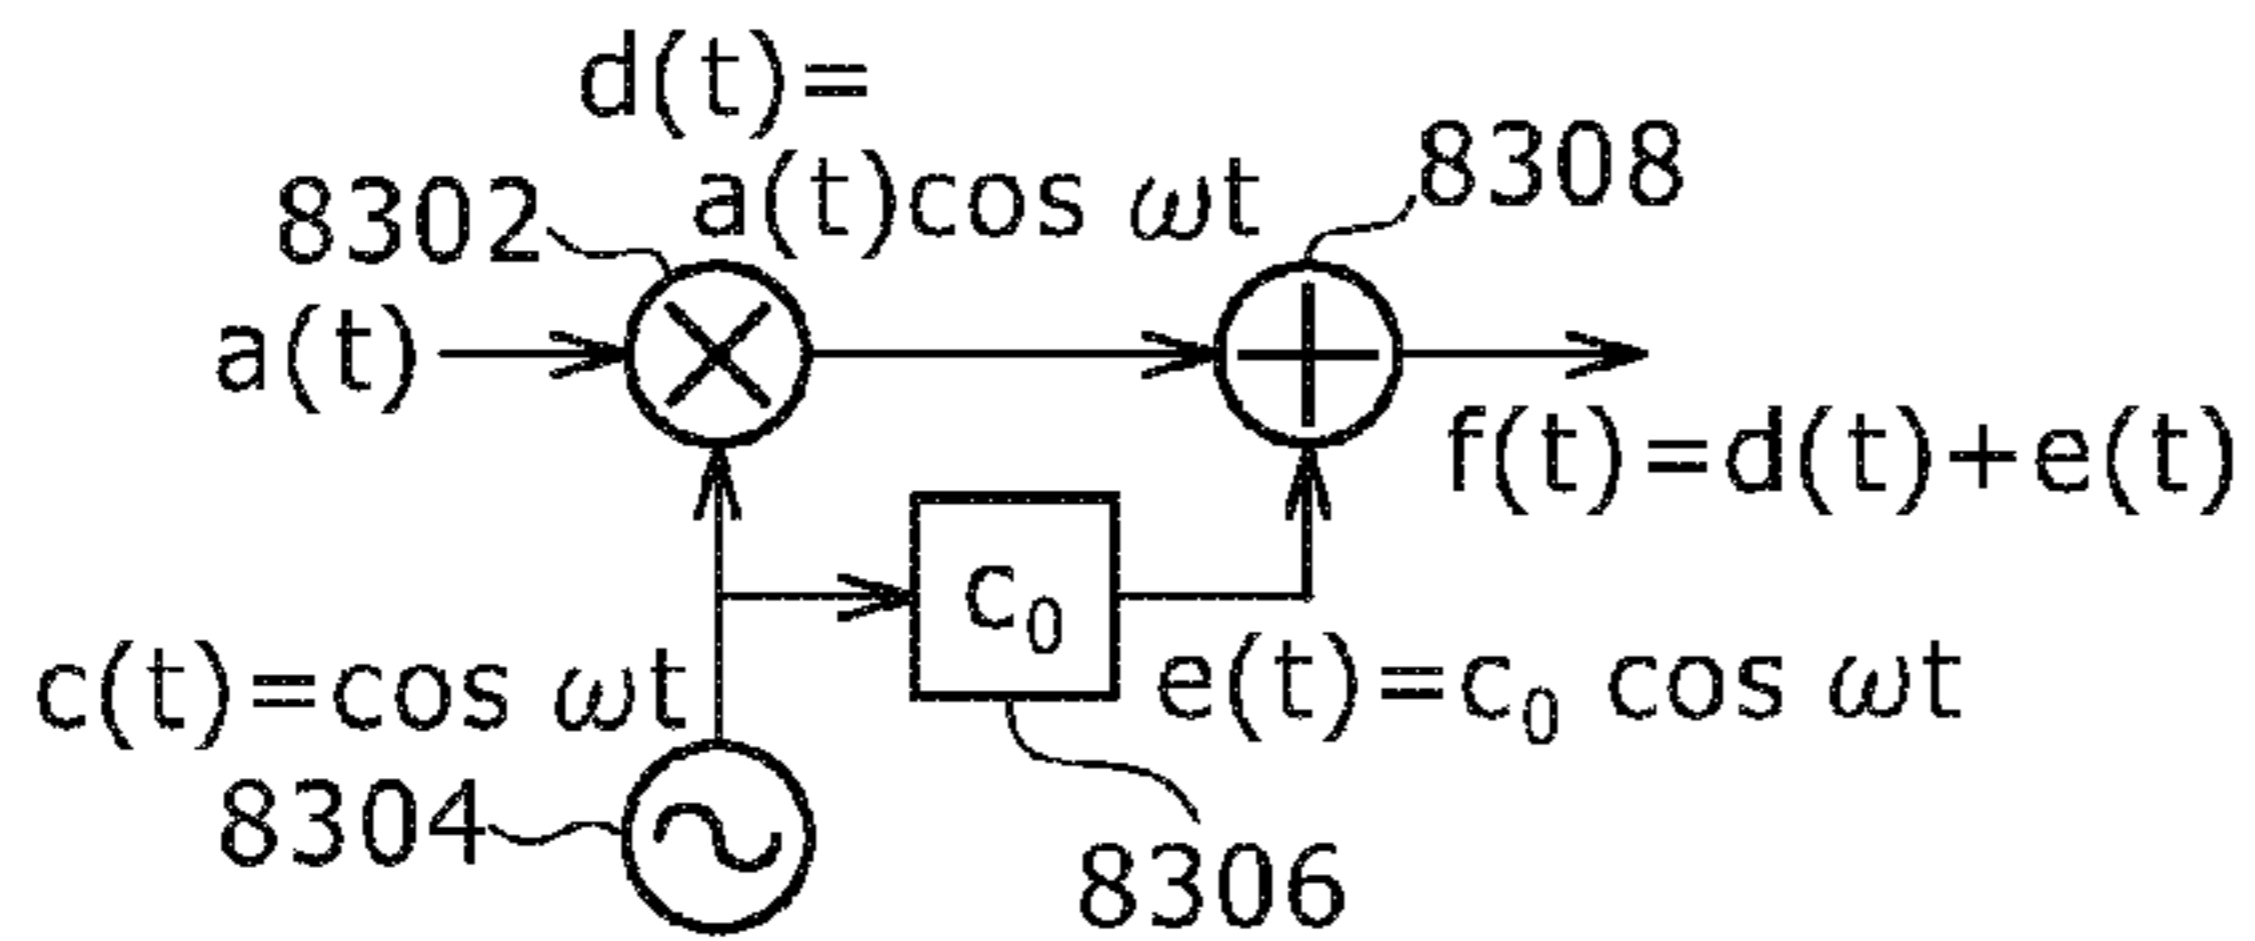 d(t)=
a(t)cos ωt
8302
8308
a(t)
f(t)=d(t)+e(t)
c₀
c(t)=cos ωt
e(t)=c₀ cos ωt
8304
8306